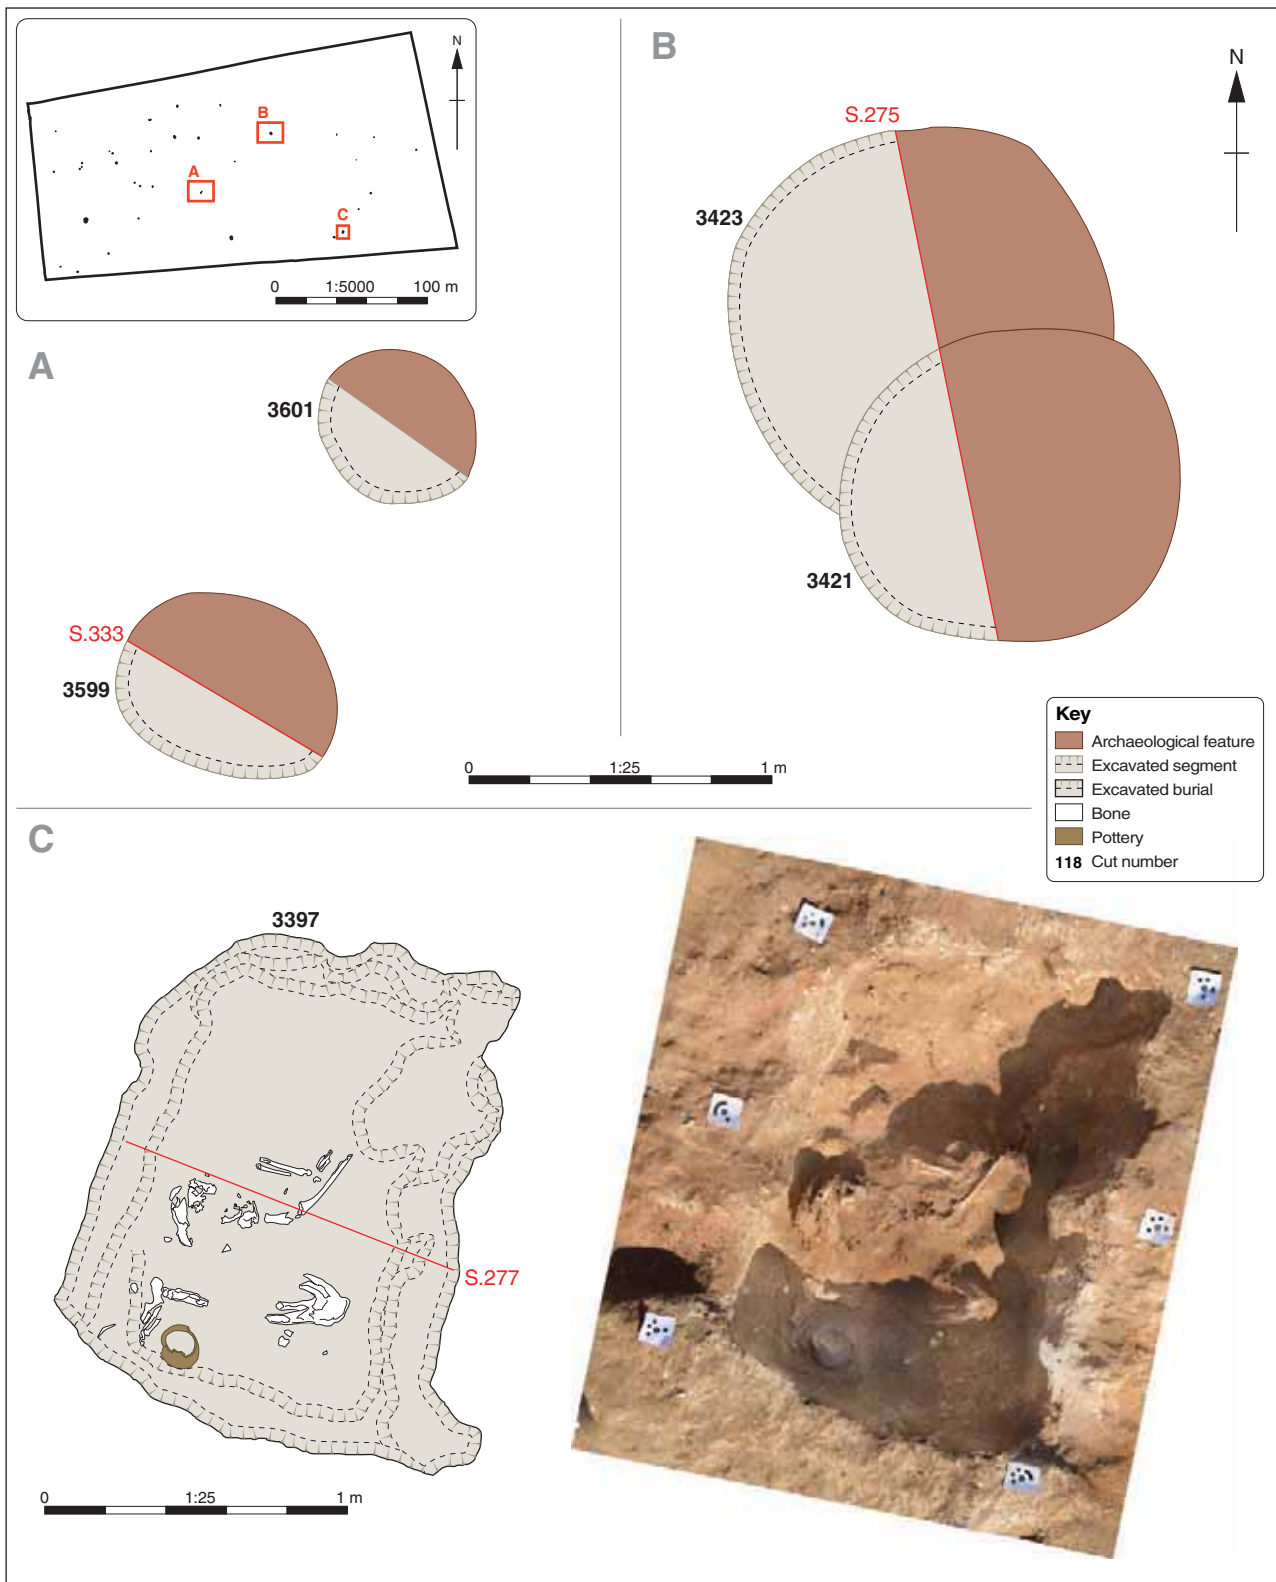 N
B
A
C
0 1:5000 100 m
A
3601
S.333
3599
B
N
S.275
3423
3421
0 1:25 1 m
Key
Archaeological feature
Excavated segment
Excavated burial
Bone
Pottery
118 Cut number
C
3397
S.277
0 1:25 1 m